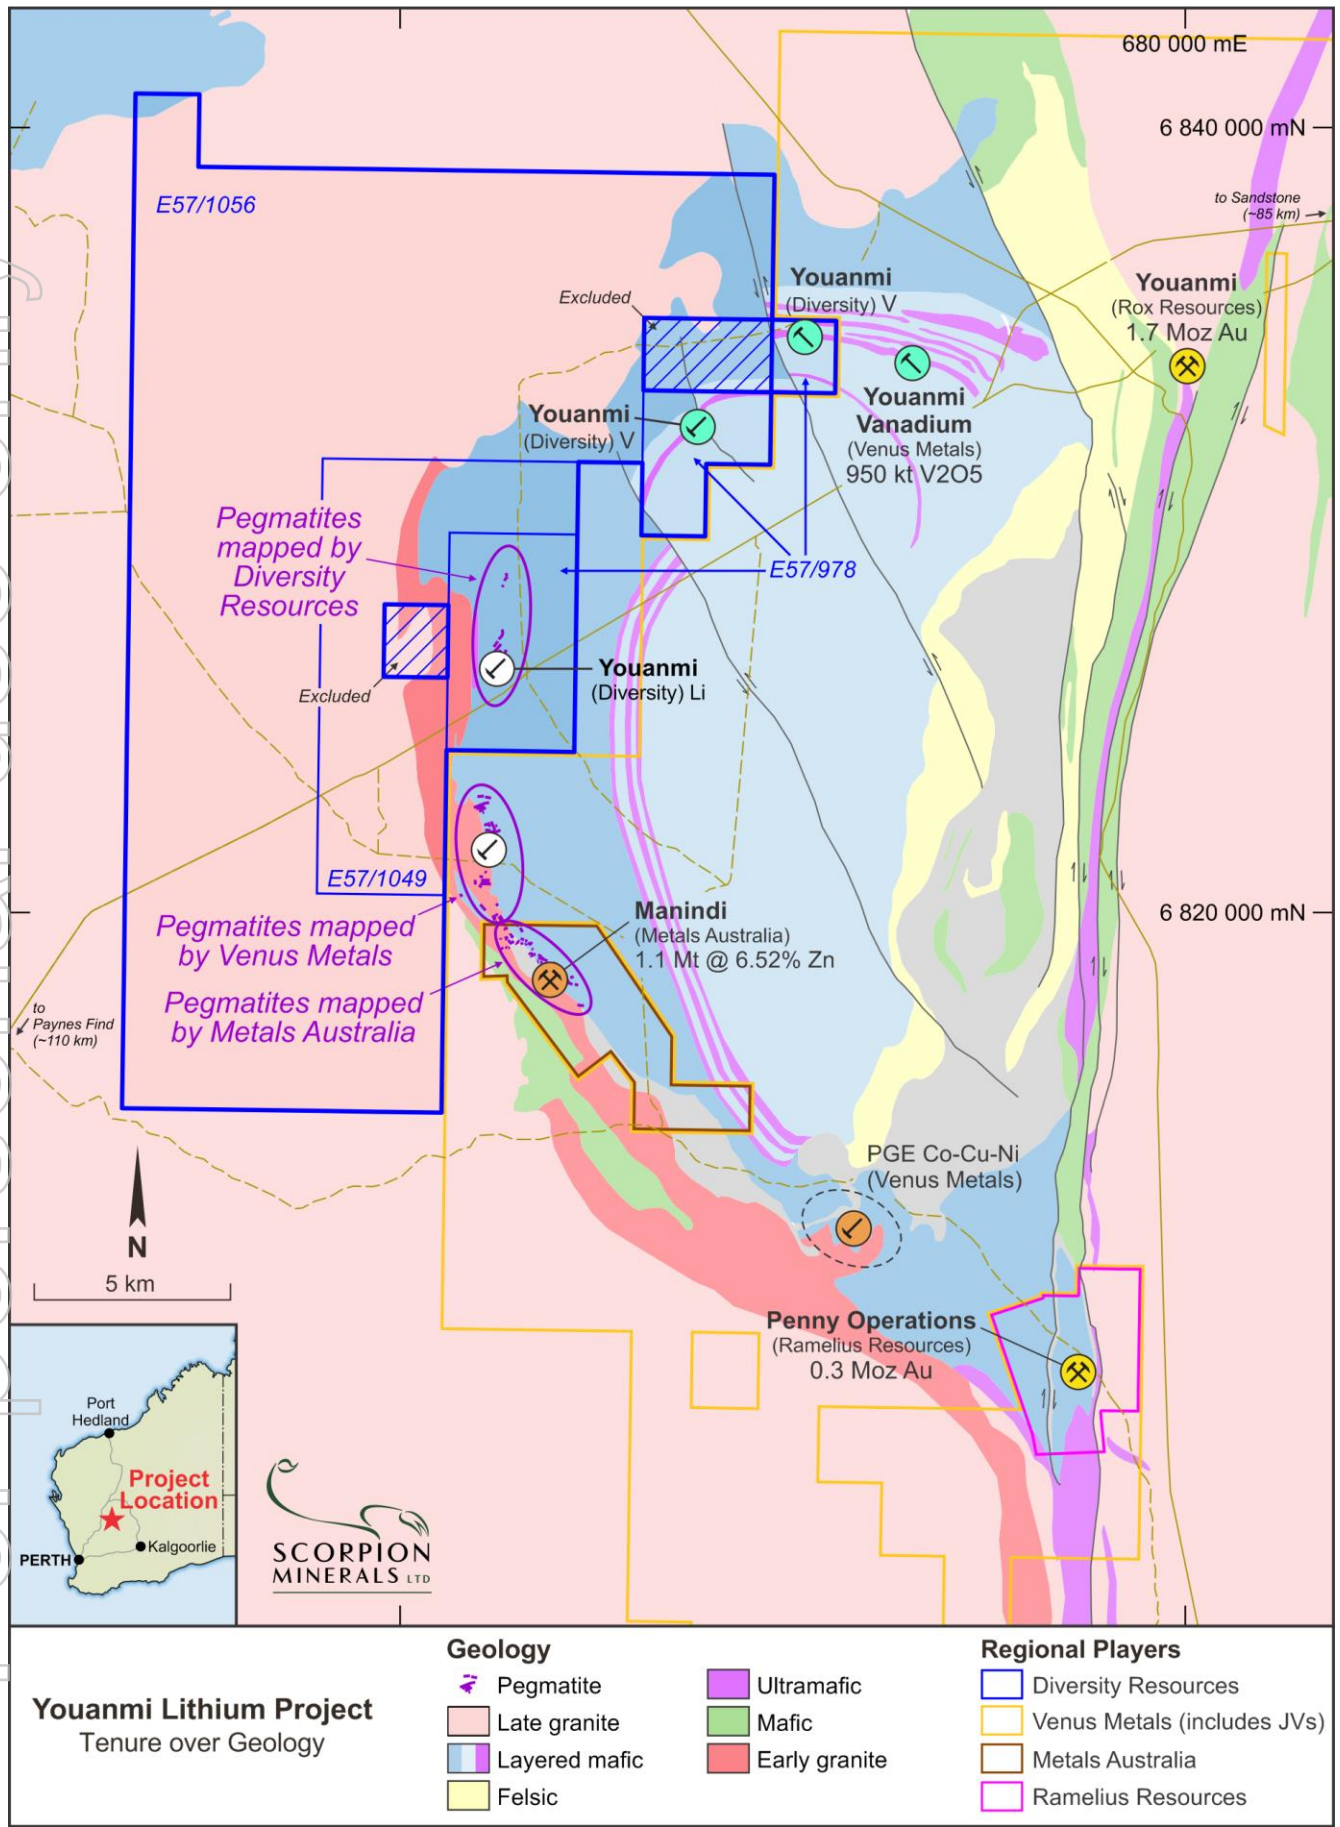 680 000 mE
6 840 000 mN
E57/1056
to Sandstone
(~85 km)
Excluded
Youanmi
(Diversity) V
Youanmi
(Rox Resources)
1.7 Moz Au
Youanmi
(Diversity) V
Youanmi
Vanadium
(Venus Metals)
950 kt V2O5
Pegmatites
mapped by
Diversity
Resources
E57/978
Excluded
Youanmi
(Diversity) Li
E57/1049
Pegmatites mapped
by Venus Metals
Manindi
(Metals Australia)
1.1 Mt @ 6.52% Zn
6 820 000 mN
Pegmatites mapped
by Metals Australia
to
Paynes Find
(~110 km)
PGE Co-Cu-Ni
(Venus Metals)
N
5 km
Penny Operations
(Ramelius Resources)
0.3 Moz Au
Port
Hedland
Project
Location
Kalgoorlie
PERTH
SCORPION
MINERALS LTD
Youanmi Lithium Project
Tenure over Geology
Geology
Pegmatite
Late granite
Layered mafic
Felsic
Ultramafic
Mafic
Early granite
Regional Players
Diversity Resources
Venus Metals (includes JVs)
Metals Australia
Ramelius Resources